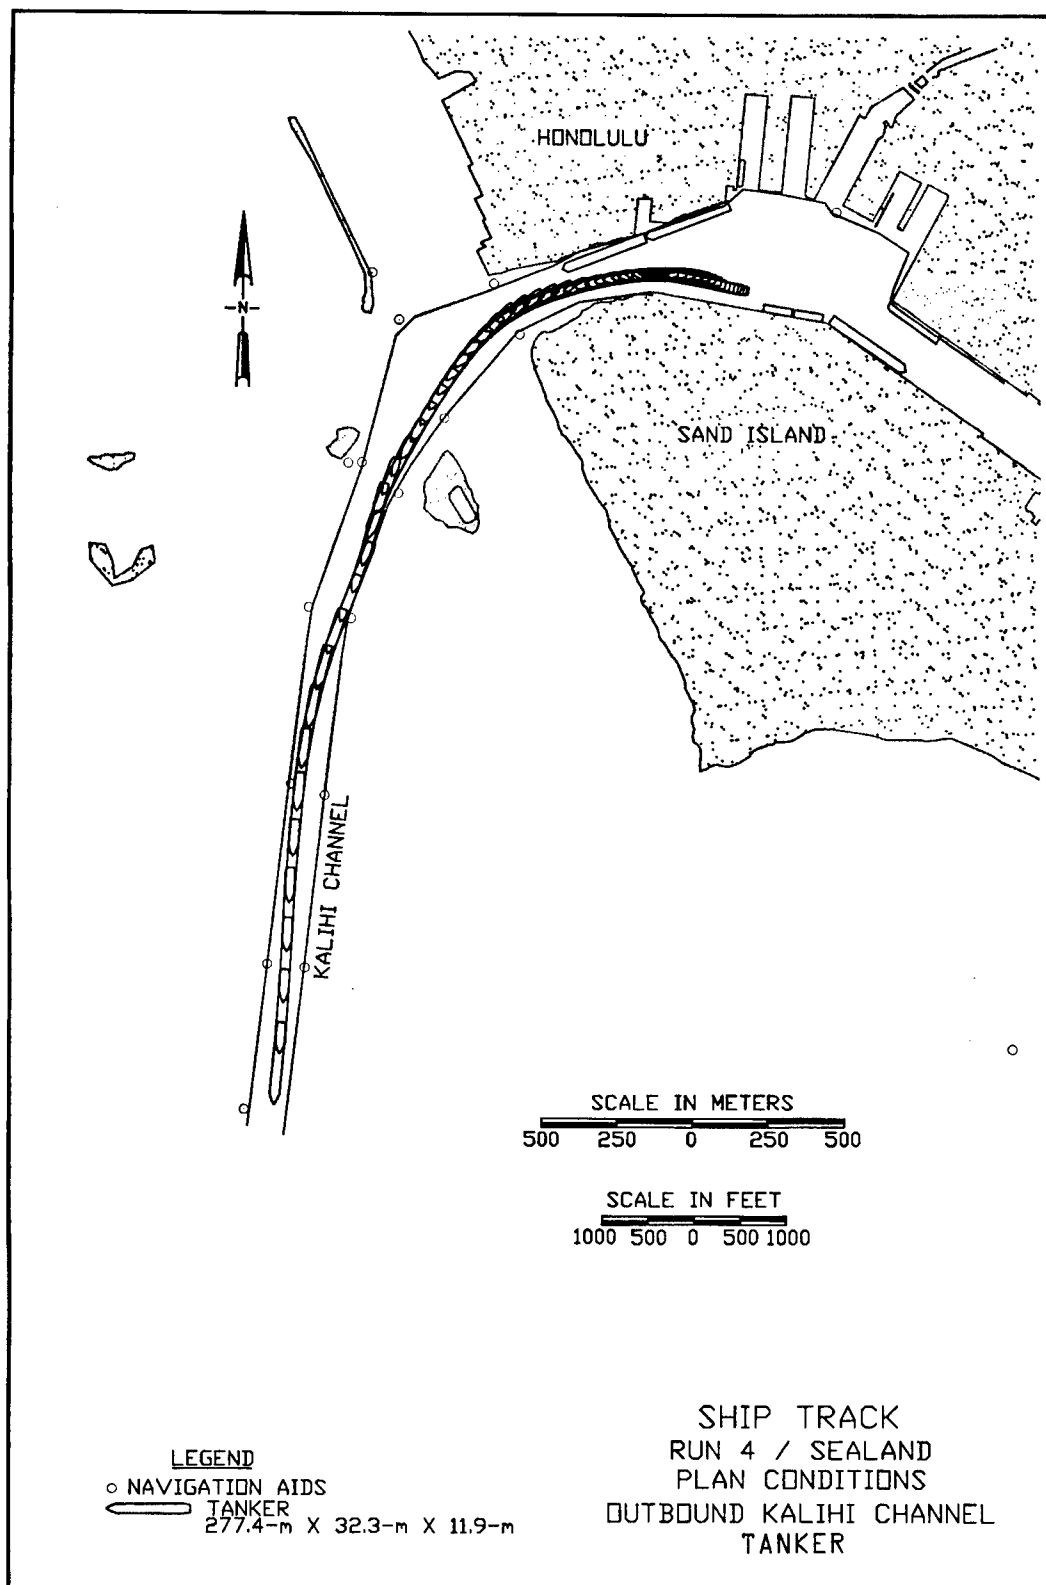 HONOLULU
N
SAND ISLAND
KALIHI CHANNEL
SCALE IN METERS
500 250 0 250 500
SCALE IN FEET
1000 500 0 500 1000
LEGEND
NAVIGATION AIDS
TANKER
277.4-m X 32.3-m X 11.9-m
SHIP TRACK
RUN 4 / SEALAND
PLAN CONDITIONS
OUTBOUND KALIHI CHANNEL
TANKER